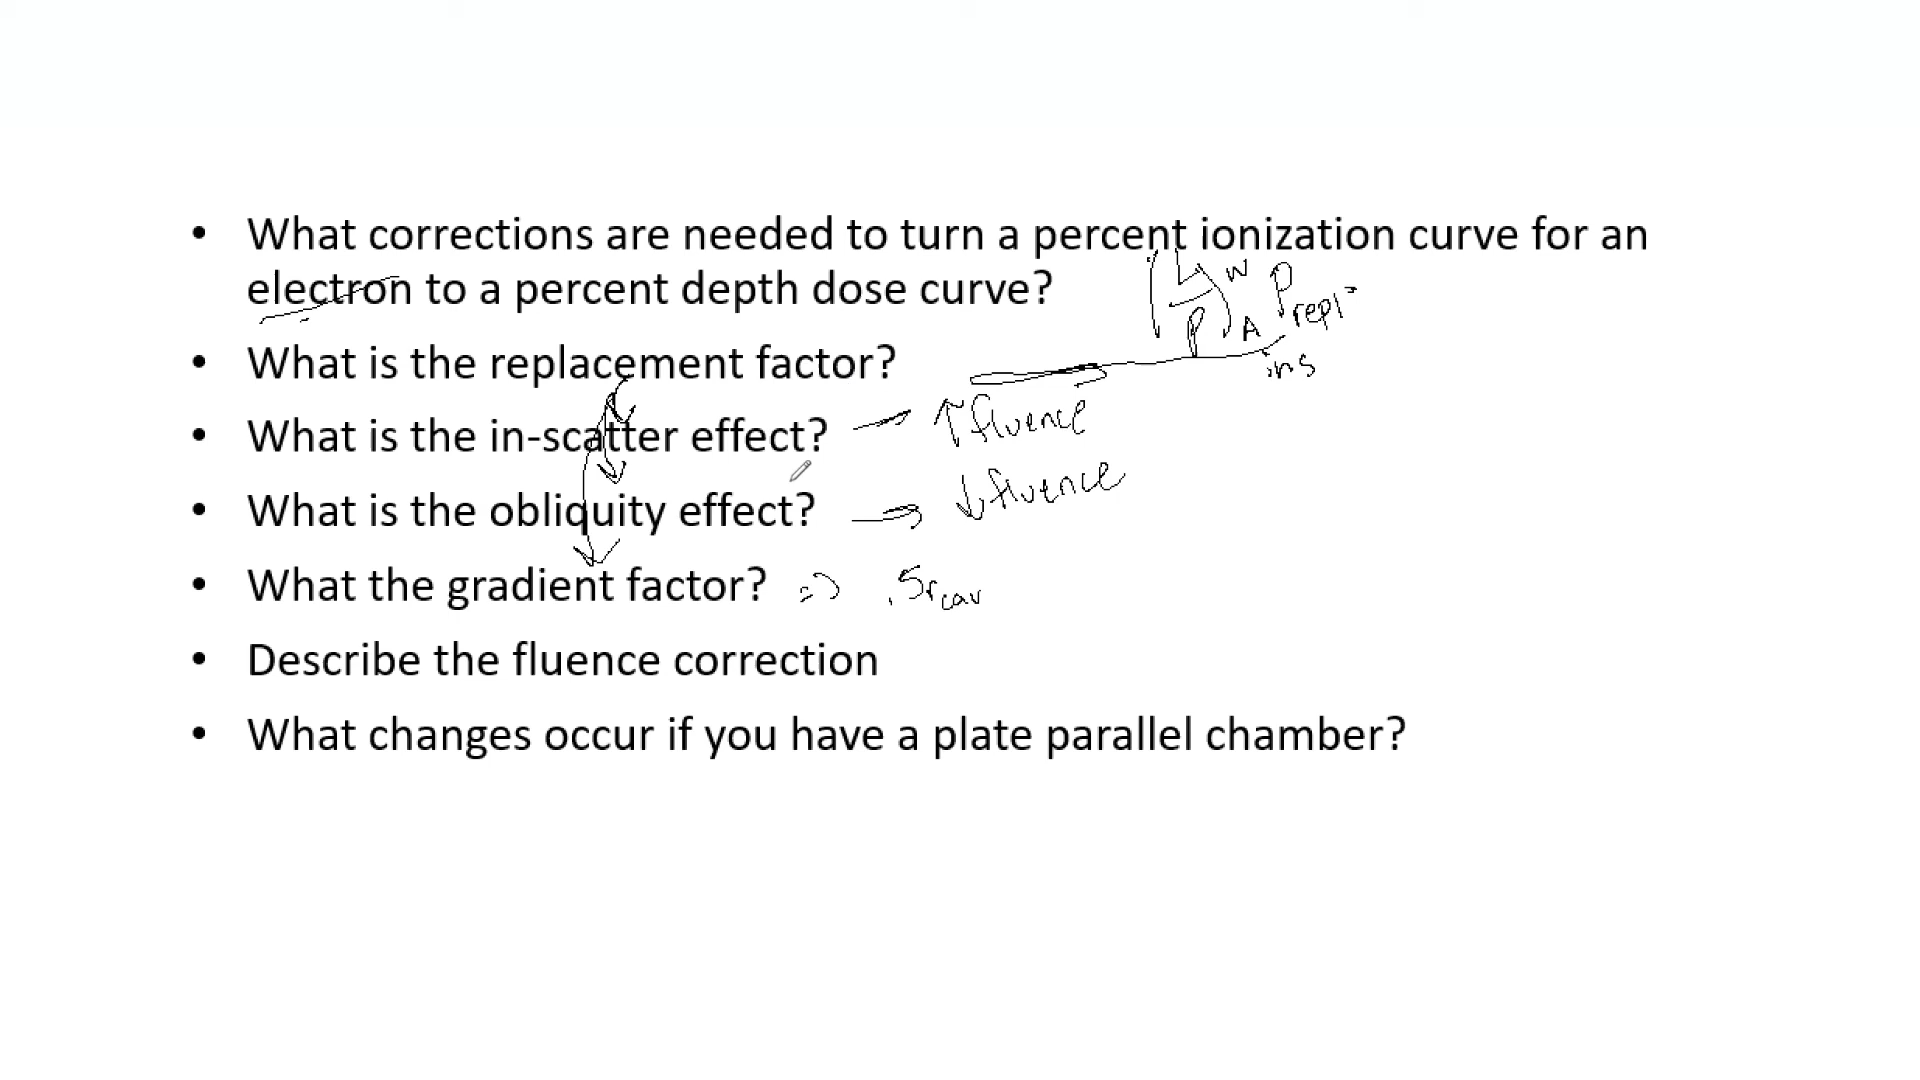 • What corrections are needed to turn a percent ionization curve for an
electron to a percent depth dose curve?
(L/ρ) W A P repl
ins
• What is the replacement factor?
• What is the in-scatter effect? → ↑ fluence
• What is the obliquity effect? → ↓ fluence
• What the gradient factor? => .5rcav
• Describe the fluence correction
• What changes occur if you have a plate parallel chamber?